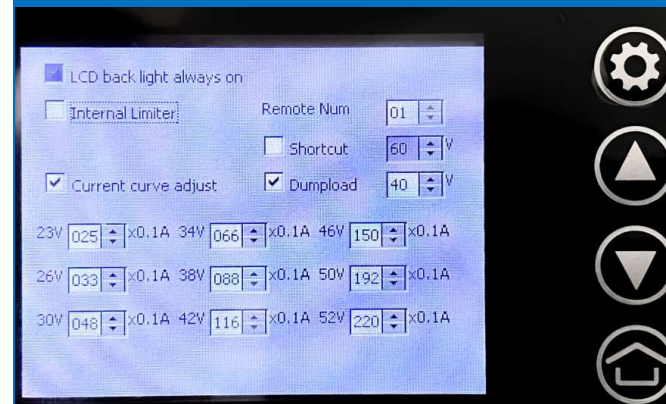 LCD back light always on
Internal Limiter Remote Num 01
Shortcut 60 V
Current curve adjust Dumpload 40 V
23V 025 x0.1A 34V 066 x0.1A 46V 150 x0.1A
26V 033 x0.1A 38V 088 x0.1A 50V 192 x0.1A
30V 048 x0.1A 42V 116 x0.1A 52V 220 x0.1A